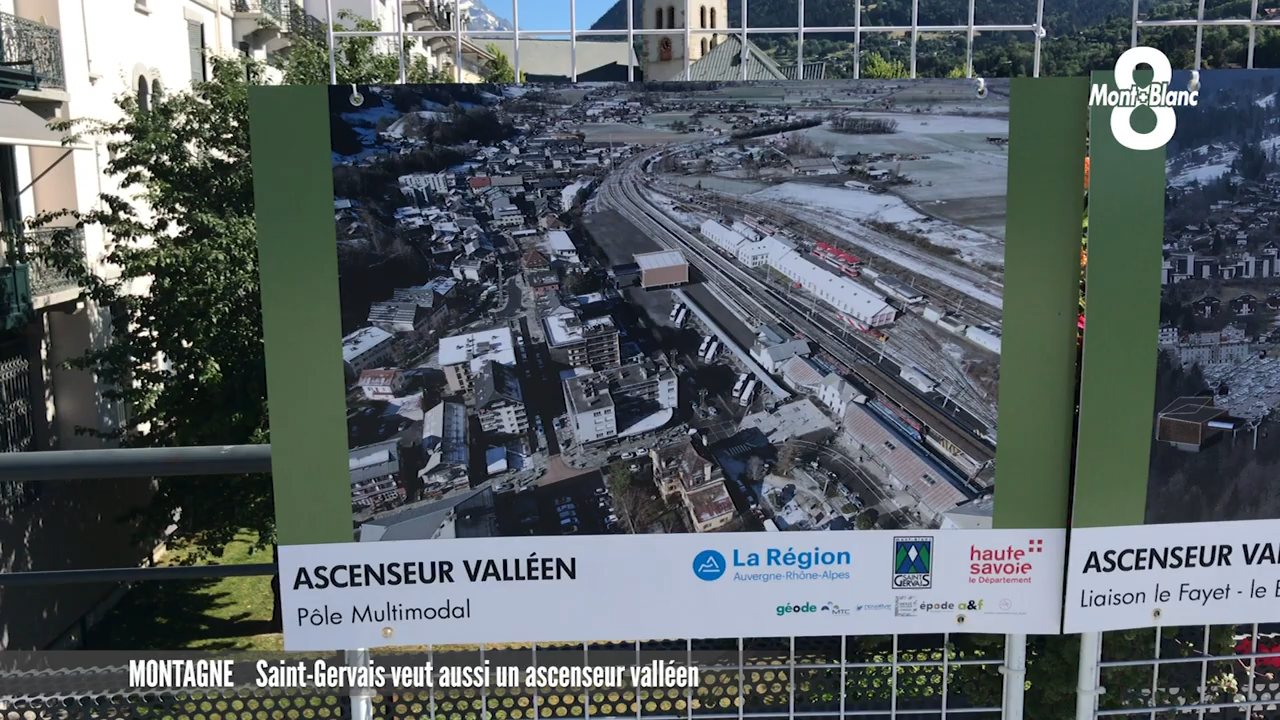 8
Mont Blanc
ASCENSEUR VALLÉEN
Pôle Multimodal
La Région
Auvergne-Rhône-Alpes
SAINT
GERVAIS
haute
savoie
le Département
géode
MTC
épode
a&f
ASCENSEUR VAL
Liaison le Fayet - le
MONTAGNE Saint-Gervais veut aussi un ascenseur valléen